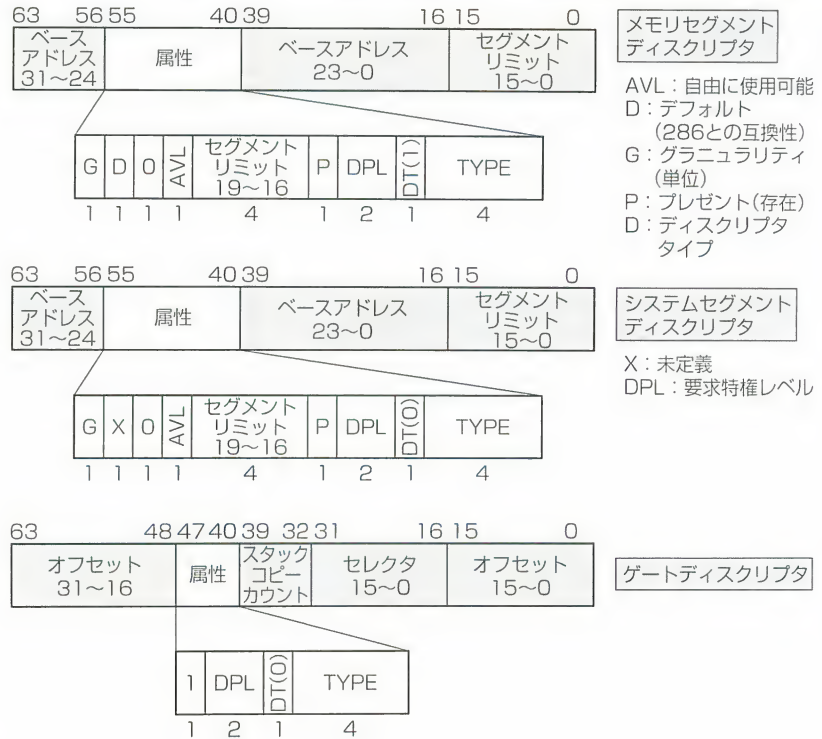 63 56 55 40 39 16 15 0
ベース
アドレス
31～24
属性
ベースアドレス
23～0
セグメント
リミット
15～0
G D 0 AVL セグメント
リミット
19～16
P DPL DT(1) TYPE
1 1 1 1 4 1 2 1 4
メモリセグメント
ディスクリプタ
AVL：自由に使用可能
D：デフォルト
(286との互換性)
G：グラニュラリティ
(単位)
P：プレゼント(存在)
D：ディスクリプタ
タイプ
63 56 55 40 39 16 15 0
ベース
アドレス
31～24
属性
ベースアドレス
23～0
セグメント
リミット
15～0
G X 0 AVL セグメント
リミット
19～16
P DPL DT(0) TYPE
1 1 1 1 4 1 2 1 4
システムセグメント
ディスクリプタ
X：未定義
DPL：要求特権レベル
63 48 47 40 39 32 31 16 15 0
オフセット
31～16
属性
スタック
コピー
カウント
セレクタ
15～0
オフセット
15～0
1 DPL DT(0) TYPE
1 2 1 4
ゲートディスクリプタ